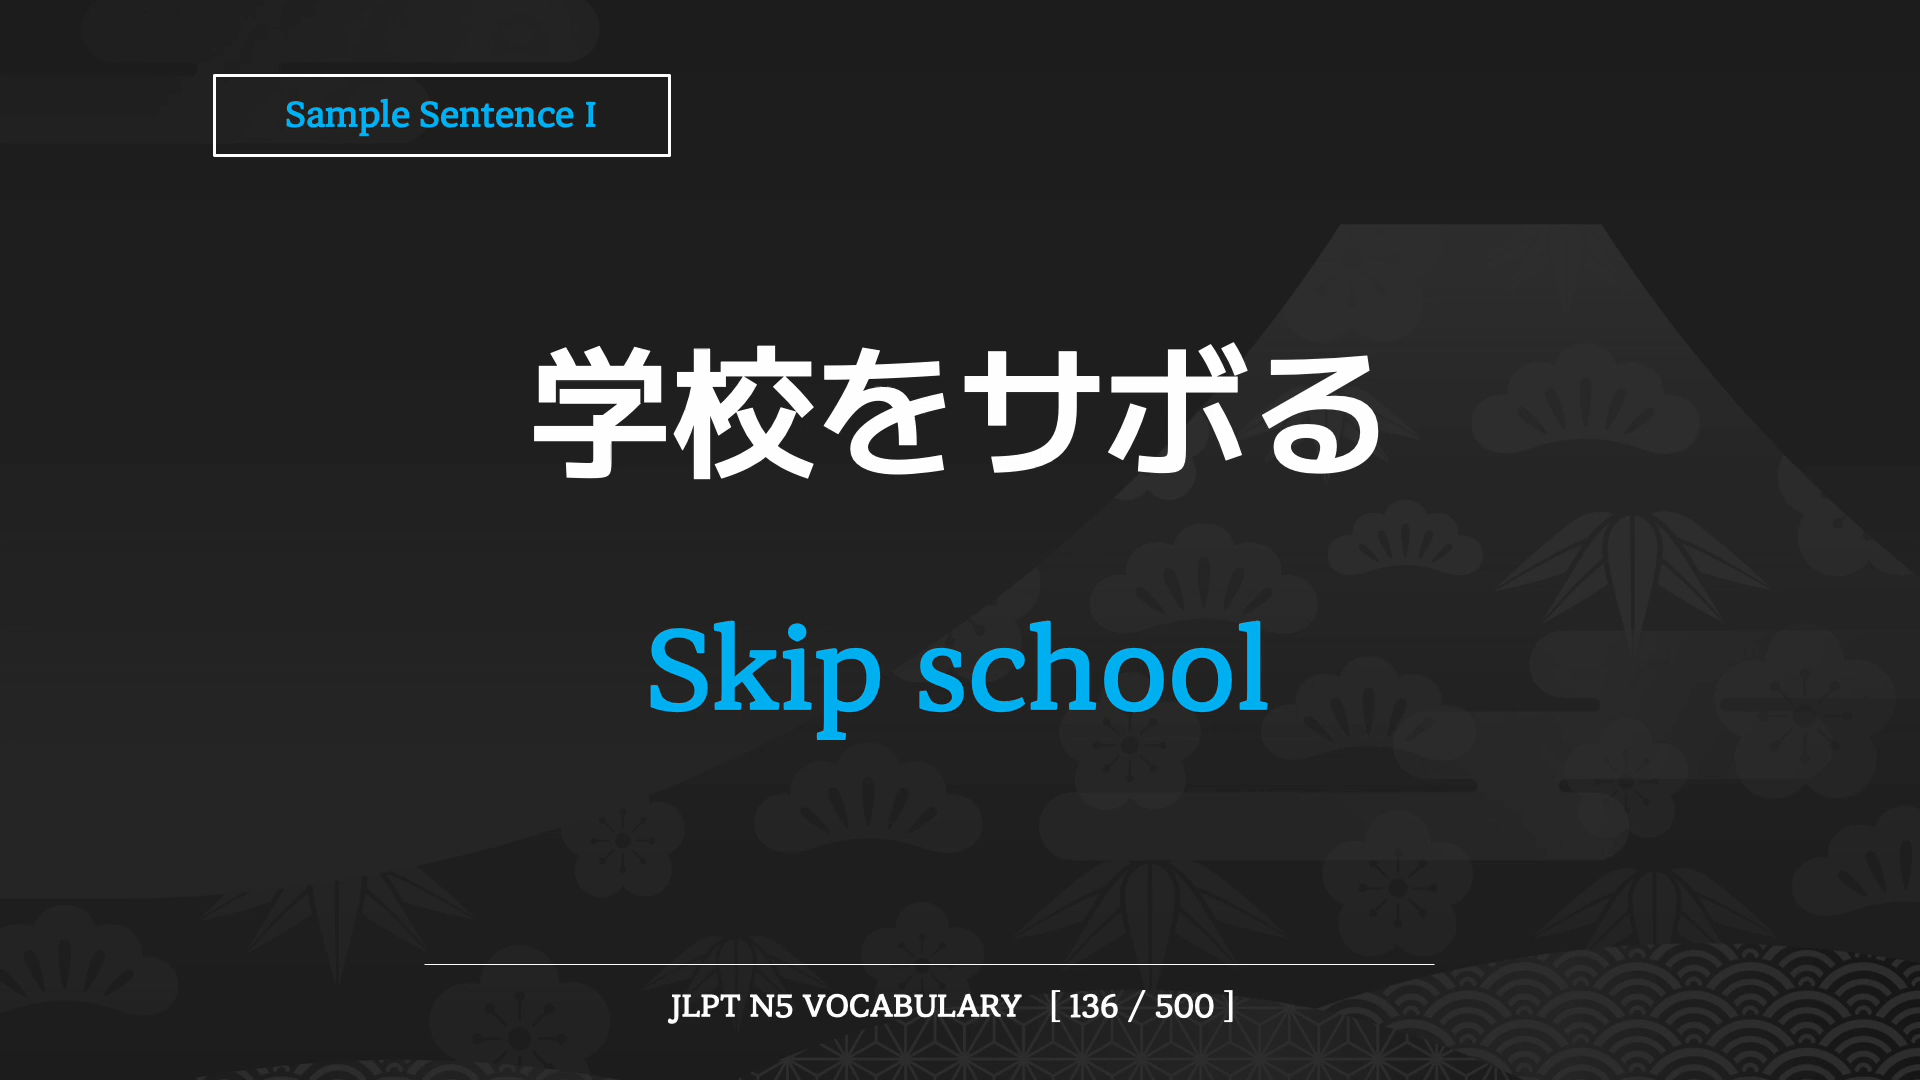 Sample Sentence I
学校をサボる
Skip school
JLPT N5 VOCABULARY [ 136 / 500 ]